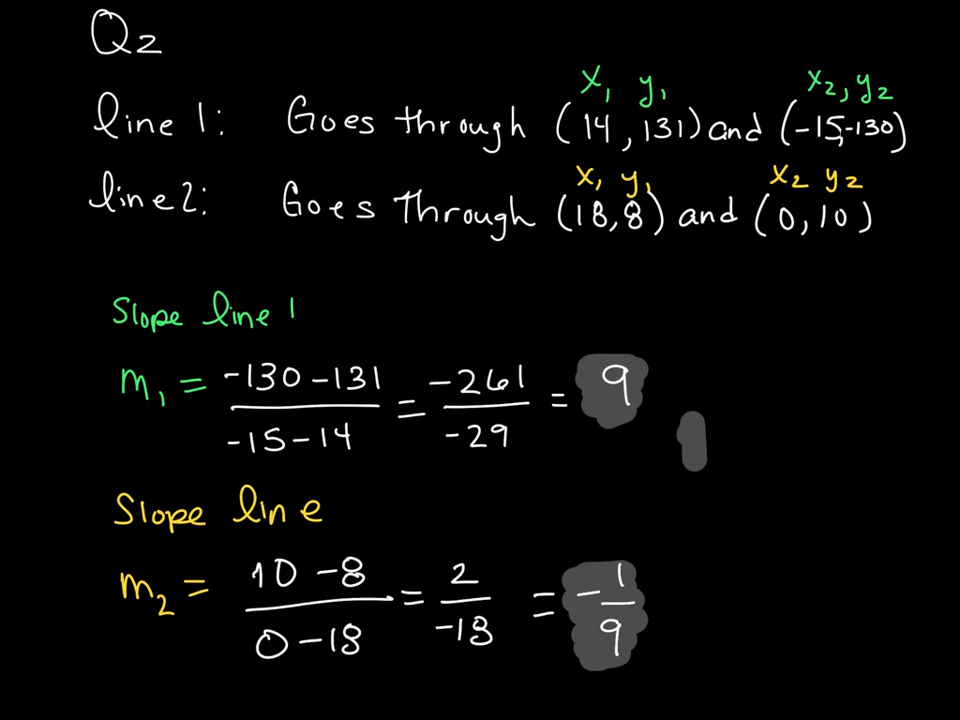 Q2
x₁ y₁ x₂, y₂
line 1: Goes through (14, 131) and (-15,-130)
x₁ y₁ x₂ y₂
line 2: Goes through (18, 8) and (0, 10)
Slope line 1
m₁ = (-130 - 131)/(-15 - 14) = -261/-29 = 9
Slope line
m₂ = (10 - 8)/(0 - 18) = 2/-18 = -1/9